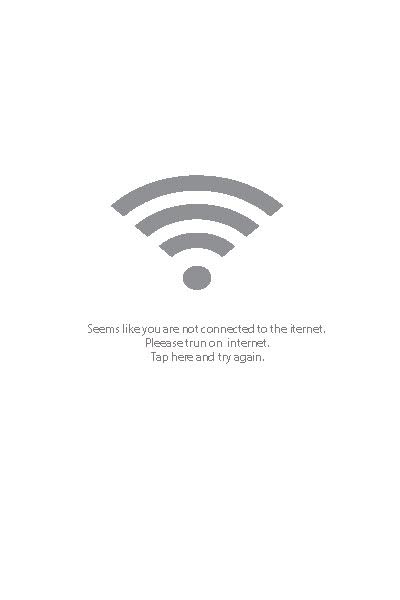 Seems like you are not connected to the iternet.
Pleease trun on internet.
Tap here and try again.